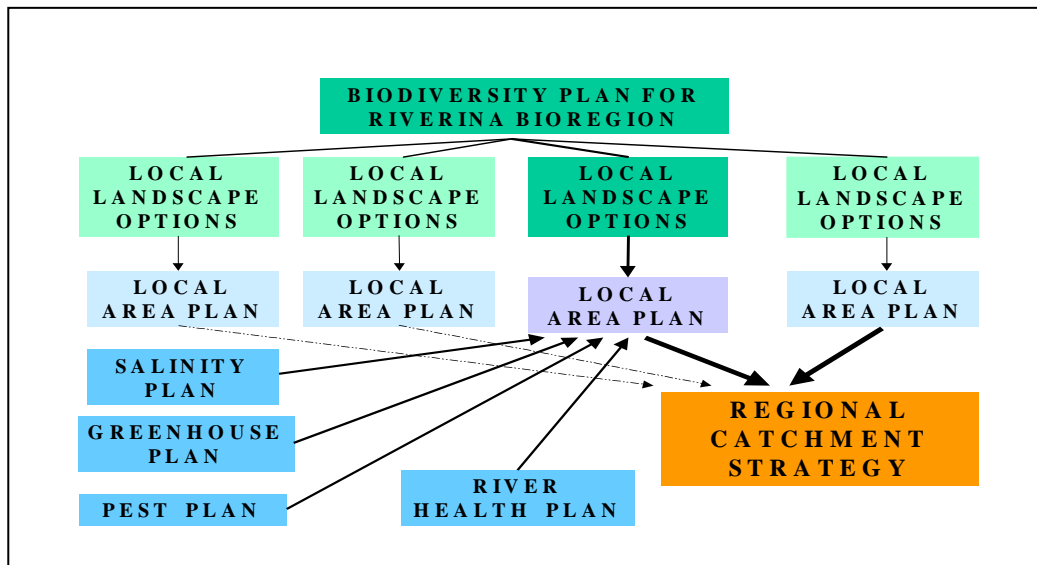 BIODIVERSITY PLAN FOR
RIVERINA BIOREGION
LOCAL
LANDSCAPE
OPTIONS
LOCAL
LANDSCAPE
OPTIONS
LOCAL
LANDSCAPE
OPTIONS
LOCAL
LANDSCAPE
OPTIONS
LOCAL
AREA PLAN
LOCAL
AREA PLAN
LOCAL
AREA PLAN
LOCAL
AREA PLAN
SALINITY
PLAN
GREENHOUSE
PLAN
PEST PLAN
RIVER
HEALTH PLAN
REGIONAL
CATCHMENT
STRATEGY